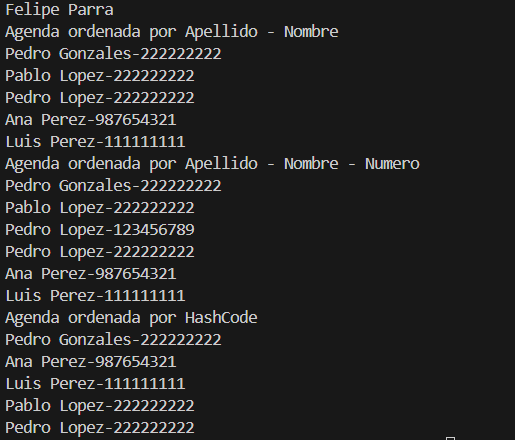 Felipe Parra
Agenda ordenada por Apellido - Nombre
Pedro Gonzales-222222222
Pablo Lopez-222222222
Pedro Lopez-222222222
Ana Perez-987654321
Luis Perez-111111111
Agenda ordenada por Apellido - Nombre - Numero
Pedro Gonzales-222222222
Pablo Lopez-222222222
Pedro Lopez-123456789
Pedro Lopez-222222222
Ana Perez-987654321
Luis Perez-111111111
Agenda ordenada por HashCode
Pedro Gonzales-222222222
Ana Perez-987654321
Luis Perez-111111111
Pablo Lopez-222222222
Pedro Lopez-222222222